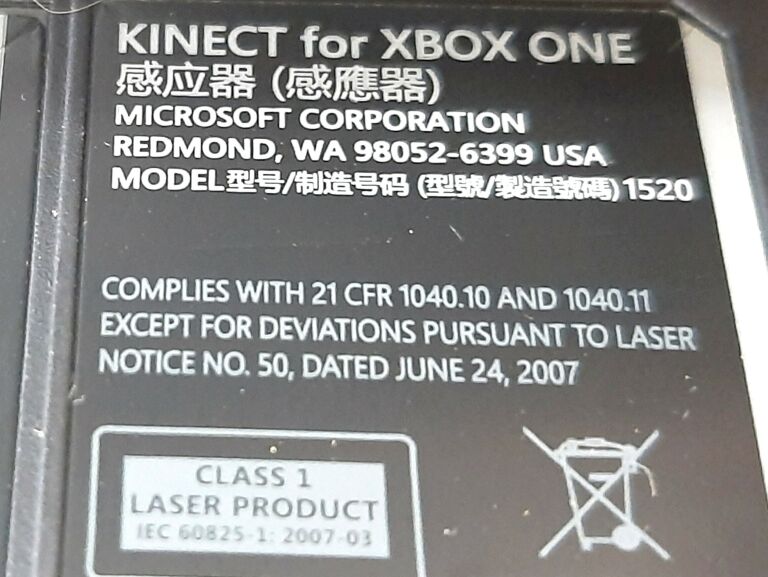 KINECT for XBOX ONE
感应器 (感應器)
MICROSOFT CORPORATION
REDMOND, WA 98052-6399 USA
MODEL型号/制造号码 (型號/製造號碼) 1520
COMPLIES WITH 21 CFR 1040.10 AND 1040.11
EXCEPT FOR DEVIATIONS PURSUANT TO LASER
NOTICE NO. 50, DATED JUNE 24, 2007
CLASS 1
LASER PRODUCT
IEC 60825-1: 2007-03